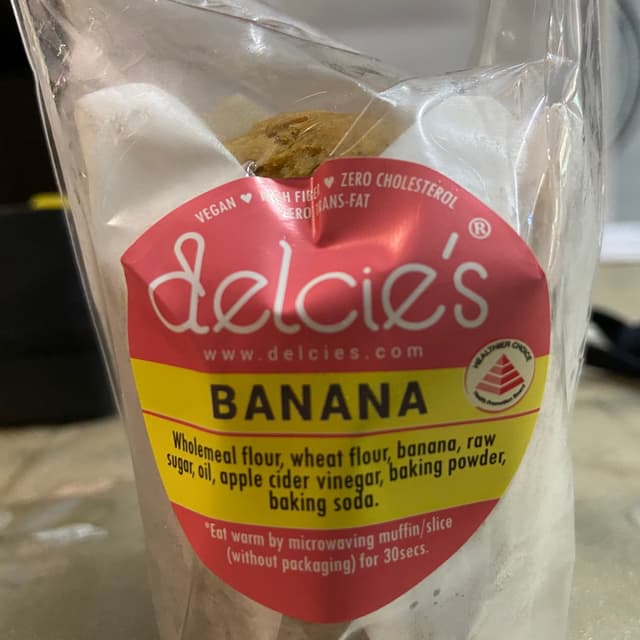 VEGAN ♥ HIGH FIBER ♥ ZERO CHOLESTEROL
ZERO TRANS-FAT
delcie's®
www.delcies.com
HEALTHIER CHOICE
BANANA
Wholemeal flour, wheat flour, banana, raw
sugar, oil, apple cider vinegar, baking powder,
baking soda.
*Eat warm by microwaving muffin/slice
(without packaging) for 30secs.